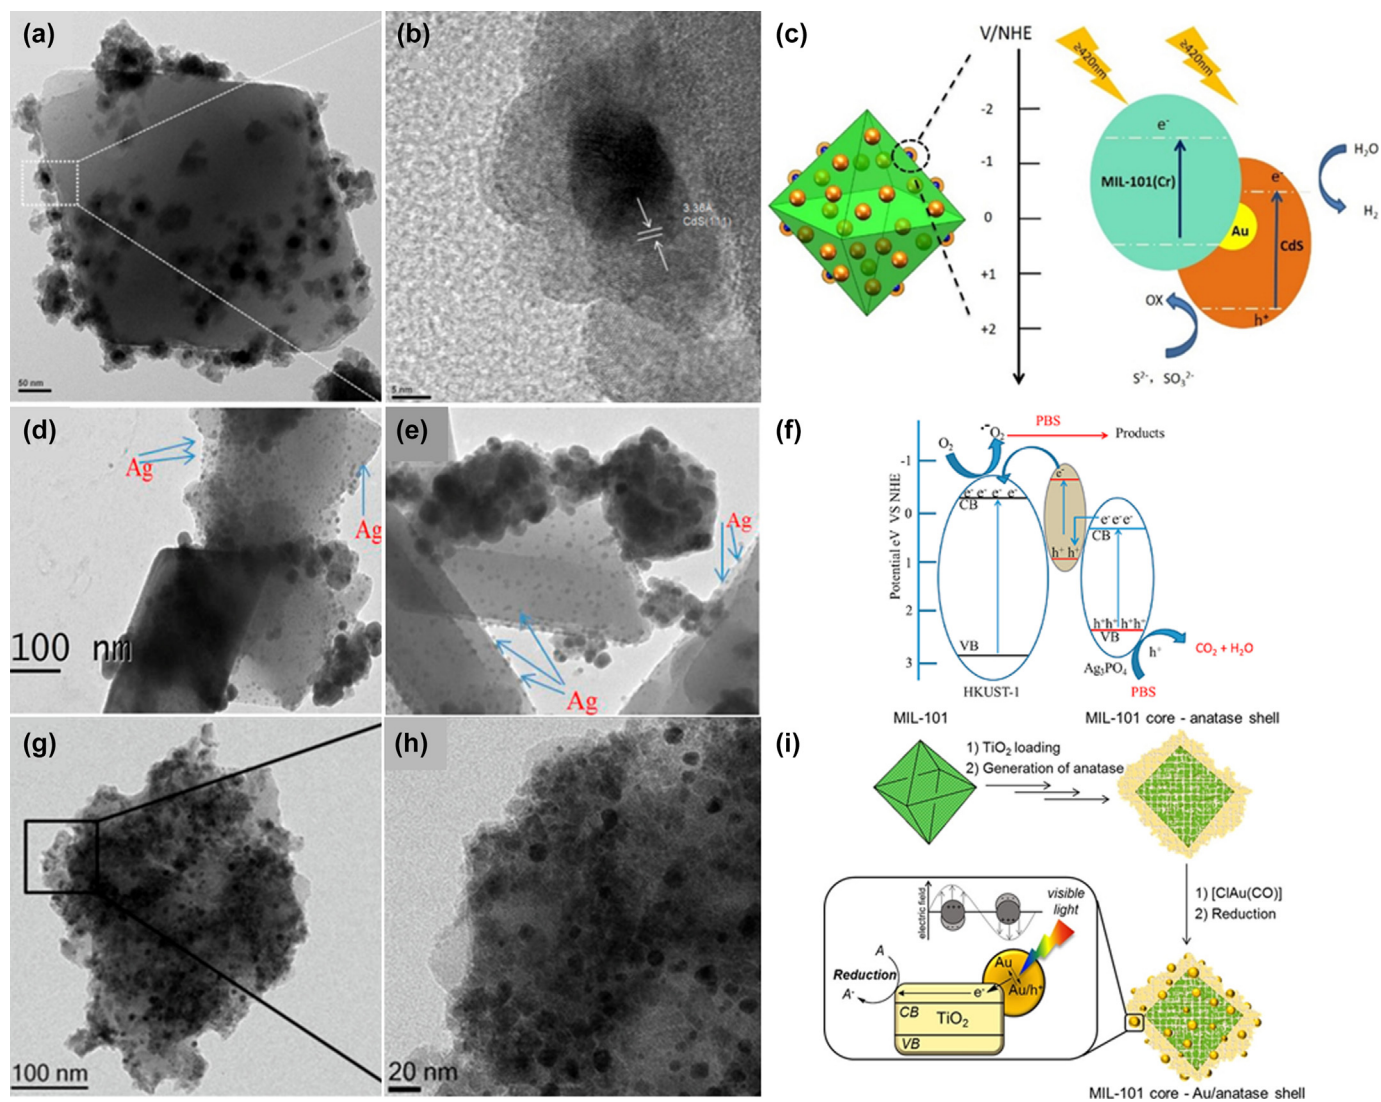 (a)
50 nm
(b)
3.36Å
CdS(111)
5 nm
(c)
V/NHE
-2
-1
0
+1
+2
≥420nm
≥420nm
e⁻
MIL-101(Cr)
e⁻
Au
CdS
h⁺
H₂O
H₂
OX
S²⁻, SO₃²⁻
(d)
Ag
Ag
100 nm
(e)
Ag
Ag
(f)
Potential eV VS NHE
-1
0
1
2
3
O₂
·⁻O₂
PBS
Products
e⁻ e⁻ e⁻ e⁻
CB
VB
HKUST-1
e⁻
h⁺ h⁺
e⁻e⁻e⁻
CB
h⁺h⁺h⁺h⁺
VB
Ag₃PO₄
h⁺
CO₂ + H₂O
PBS
(g)
100 nm
(h)
20 nm
(i)
MIL-101
MIL-101 core - anatase shell
1) TiO₂ loading
2) Generation of anatase
1) [ClAu(CO)]
2) Reduction
electric field
visible
light
A
Reduction
A⁻
Au
Au/h⁺
e⁻
CB
TiO₂
VB
MIL-101 core - Au/anatase shell